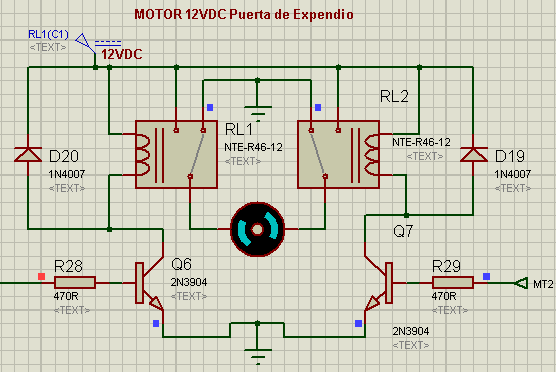 MOTOR 12VDC Puerta de Expendio
RL1(C1)
<TEXT>
12VDC
RL2
RL1
NTE-R46-12
<TEXT>
NTE-R46-12
<TEXT>
D20
1N4007
<TEXT>
D19
1N4007
<TEXT>
Q7
Q6
2N3904
<TEXT>
R28
470R
<TEXT>
R29
470R
<TEXT>
MT2
2N3904
<TEXT>